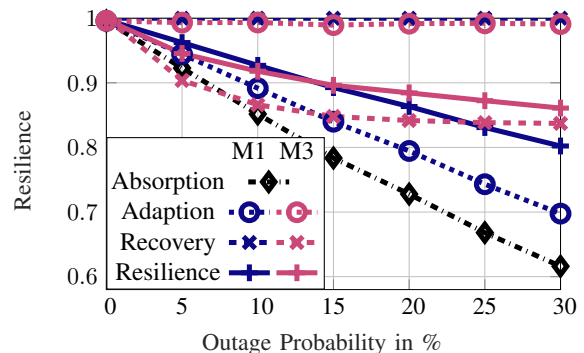 1
0.9
0.8
0.7
0.6
Resilience
M1 M3
Absorption
Adaption
Recovery
Resilience
0 5 10 15 20 25 30
Outage Probability in %